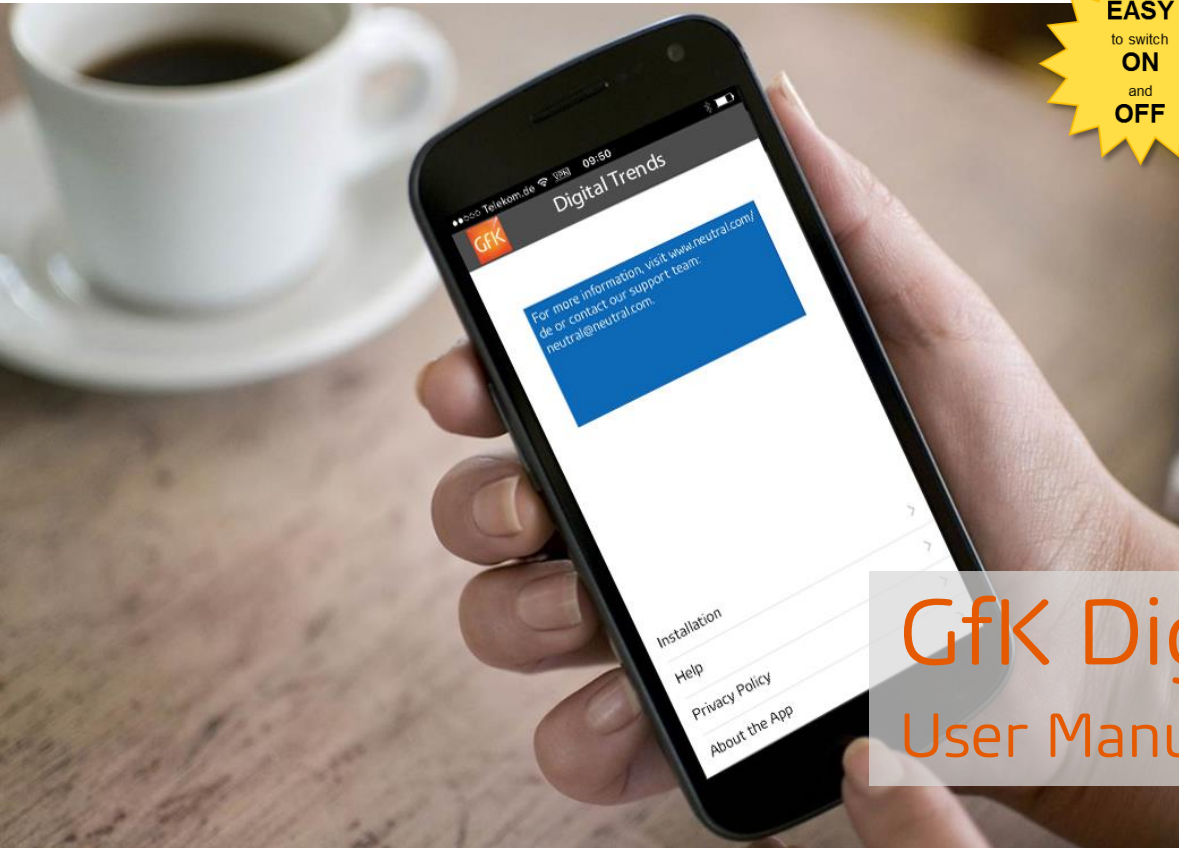 EASY
to switch
ON
and
OFF
Telekom.de VPN 09:50
GfK Digital Trends
For more information, visit www.neutral.com/
de or contact our support team:
neutral@neutral.com.
Installation
Help
Privacy Policy
About the App
GfK Dig
User Manu